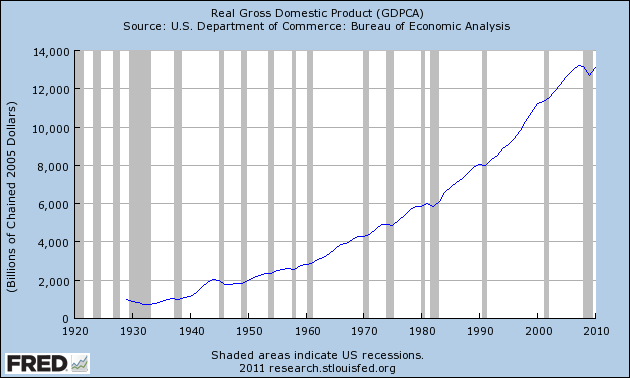 Real Gross Domestic Product (GDPCA)
Source: U.S. Department of Commerce: Bureau of Economic Analysis
(Billions of Chained 2005 Dollars)
14,000
12,000
10,000
8,000
6,000
4,000
2,000
0
1920 1930 1940 1950 1960 1970 1980 1990 2000 2010
FRED
Shaded areas indicate US recessions.
2011 research.stlouisfed.org